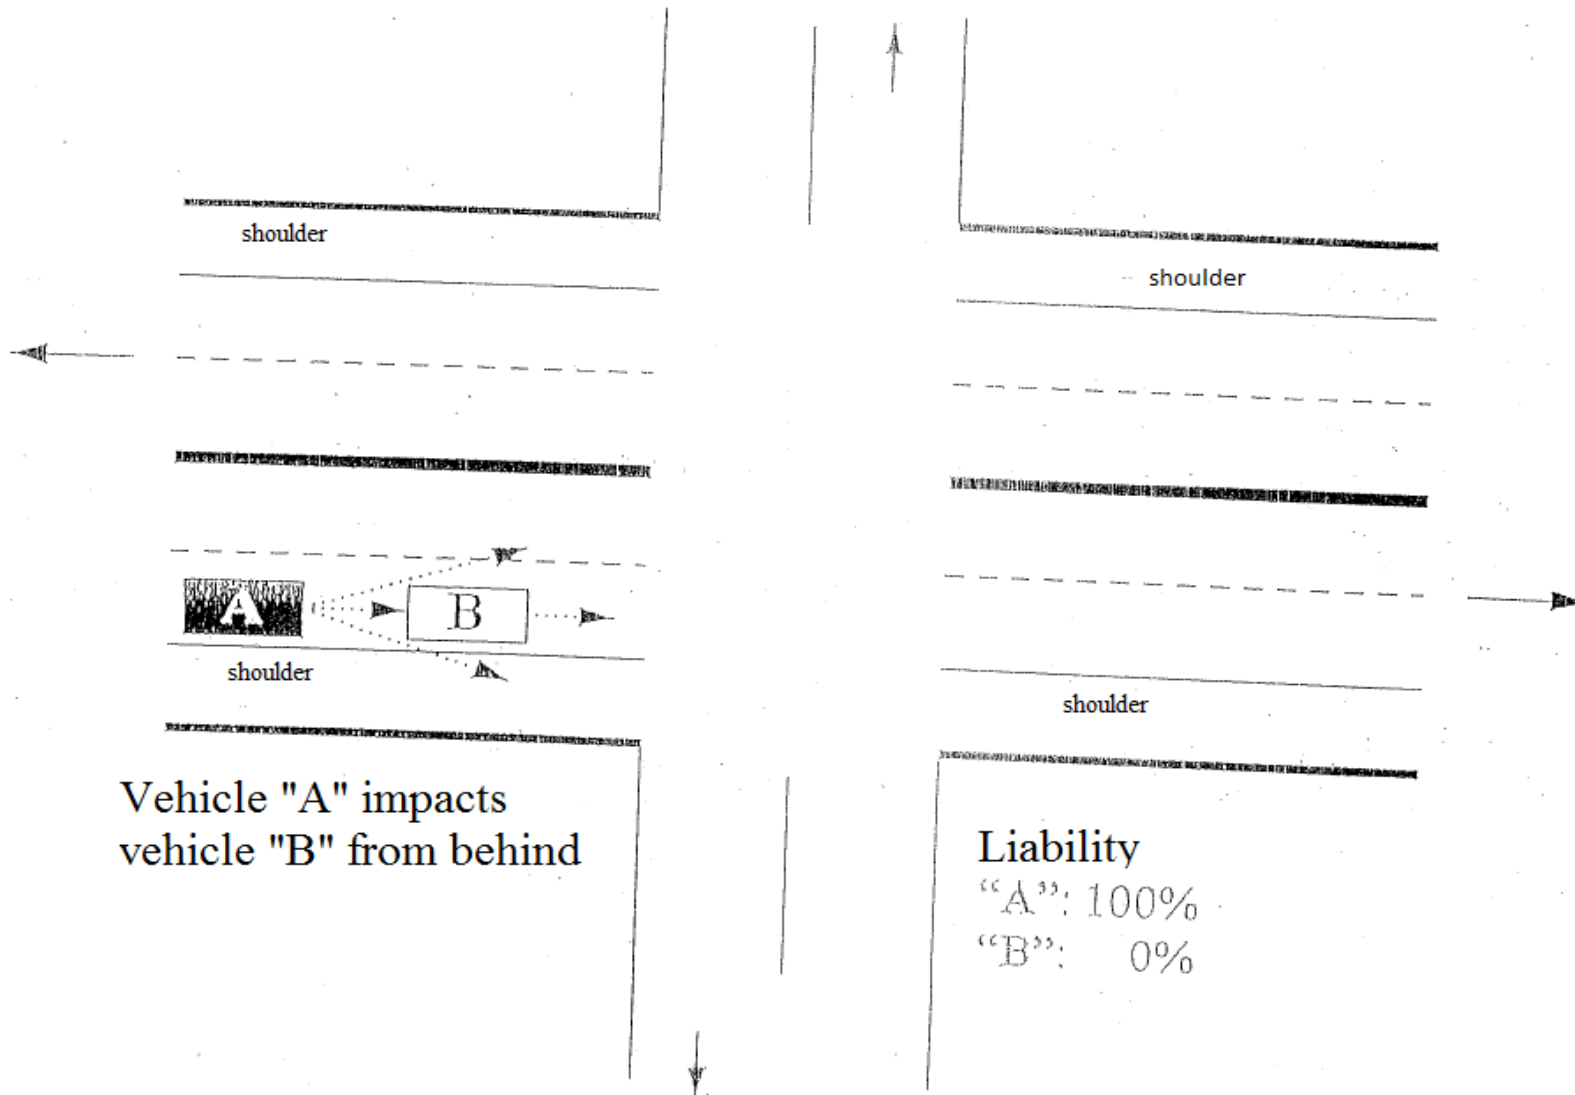 shoulder
shoulder
A
B
shoulder
shoulder
Vehicle "A" impacts
vehicle "B" from behind
Liability
“A”: 100%
“B”: 0%